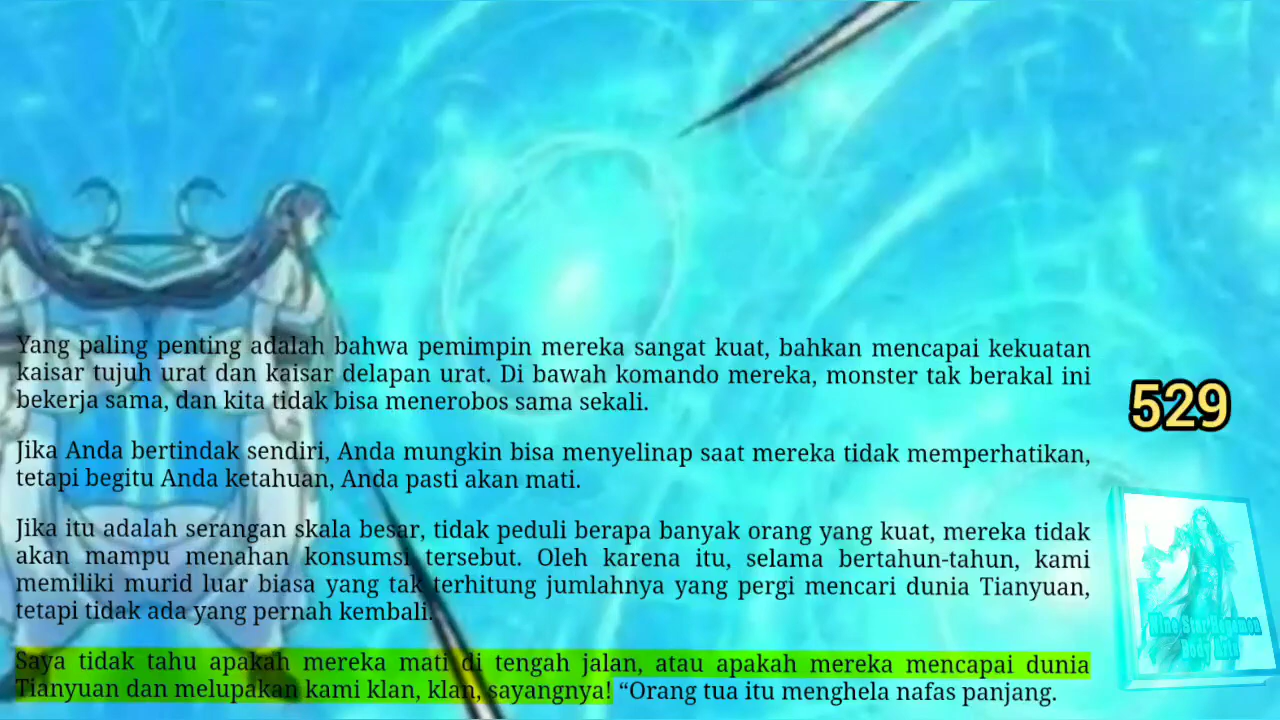 Yang paling penting adalah bahwa pemimpin mereka sangat kuat, bahkan mencapai kekuatan
kaisar tujuh urat dan kaisar delapan urat. Di bawah komando mereka, monster tak berakal ini
bekerja sama, dan kita tidak bisa menerobos sama sekali.
Jika Anda bertindak sendiri, Anda mungkin bisa menyelinap saat mereka tidak memperhatikan,
tetapi begitu Anda ketahuan, Anda pasti akan mati.
Jika itu adalah serangan skala besar, tidak peduli berapa banyak orang yang kuat, mereka tidak
akan mampu menahan konsumsi tersebut. Oleh karena itu, selama bertahun-tahun, kami
memiliki murid luar biasa yang tak terhitung jumlahnya yang pergi mencari dunia Tianyuan,
tetapi tidak ada yang pernah kembali.
Saya tidak tahu apakah mereka mati di tengah jalan, atau apakah mereka mencapai dunia
Tianyuan dan melupakan kami klan, klan, sayangnya! “Orang tua itu menghela nafas panjang.
529
Nine Star Hegemon
Body Arts